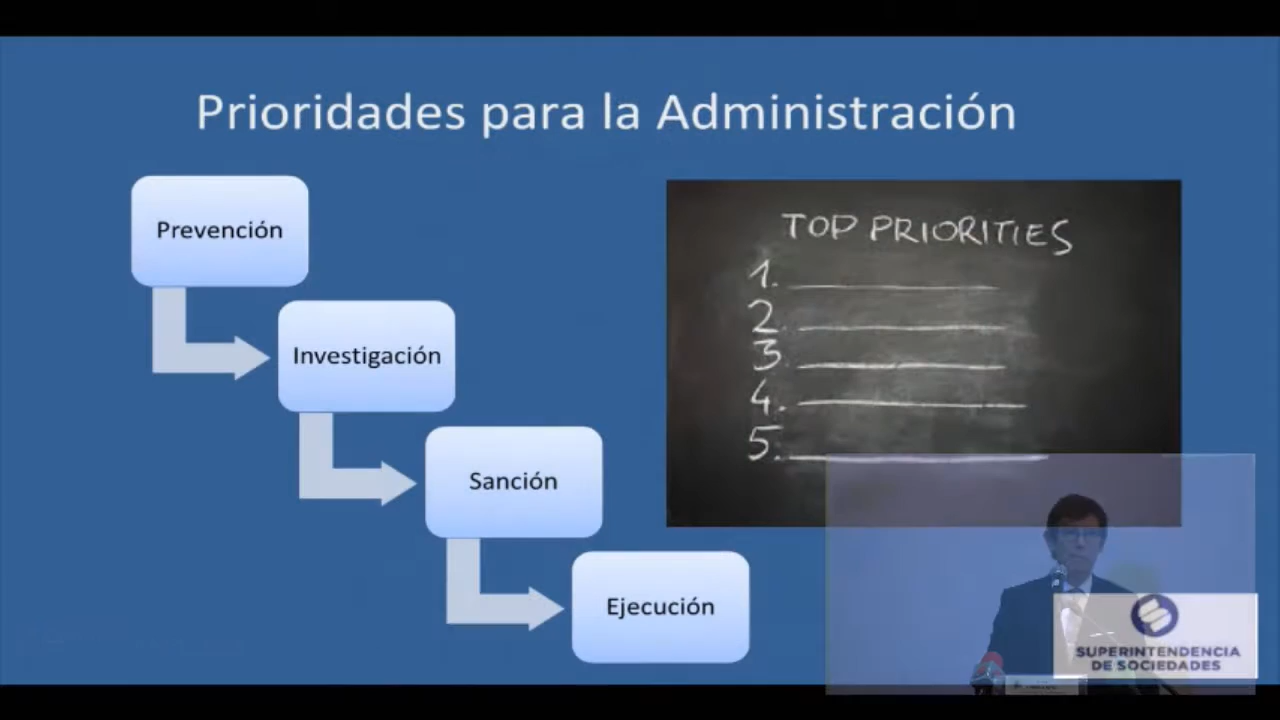 Prioridades para la Administración
Prevención
Investigación
Sanción
Ejecución
TOP PRIORITIES
1.
2.
3.
4.
5.
SUPERINTENDENCIA
DE SOCIEDADES